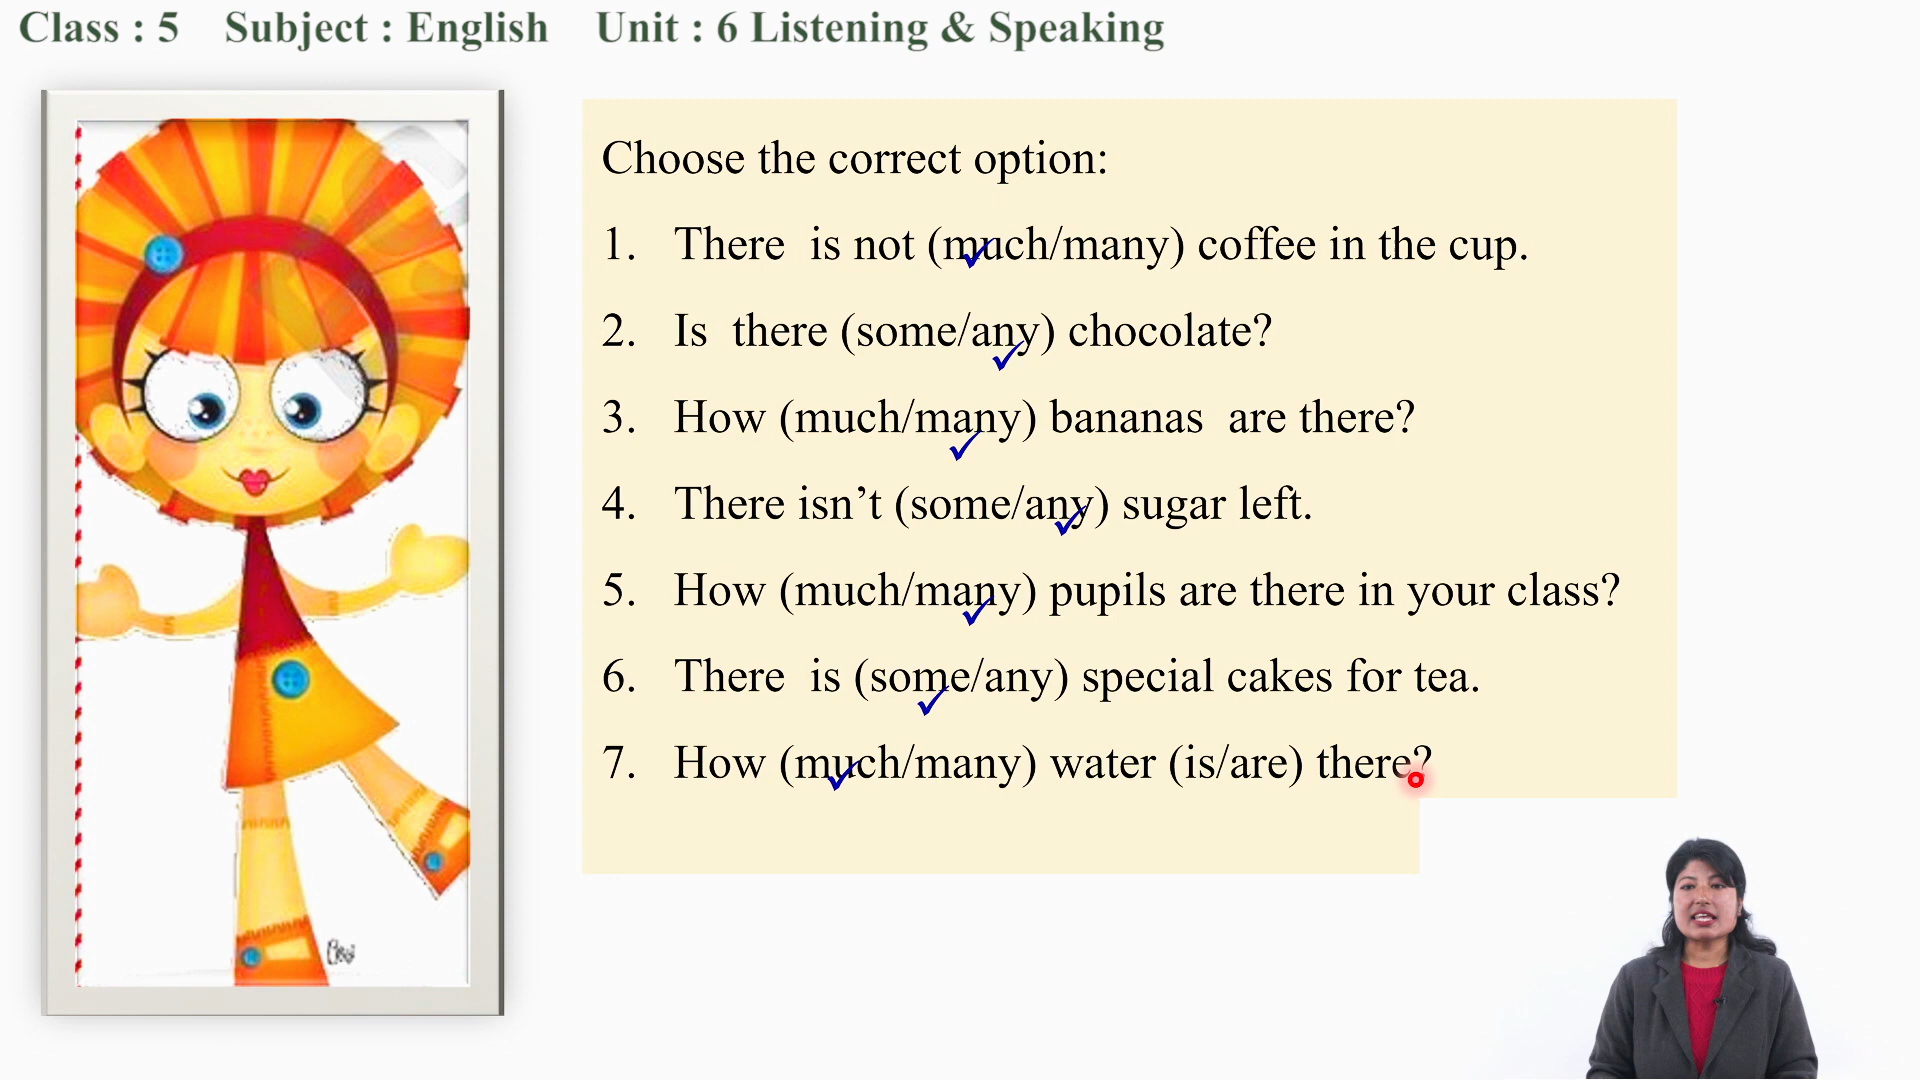 Class : 5 Subject : English Unit : 6 Listening & Speaking
Choose the correct option:
1. There is not (much/many) coffee in the cup.
2. Is there (some/any) chocolate?
3. How (much/many) bananas are there?
4. There isn’t (some/any) sugar left.
5. How (much/many) pupils are there in your class?
6. There is (some/any) special cakes for tea.
7. How (much/many) water (is/are) there?